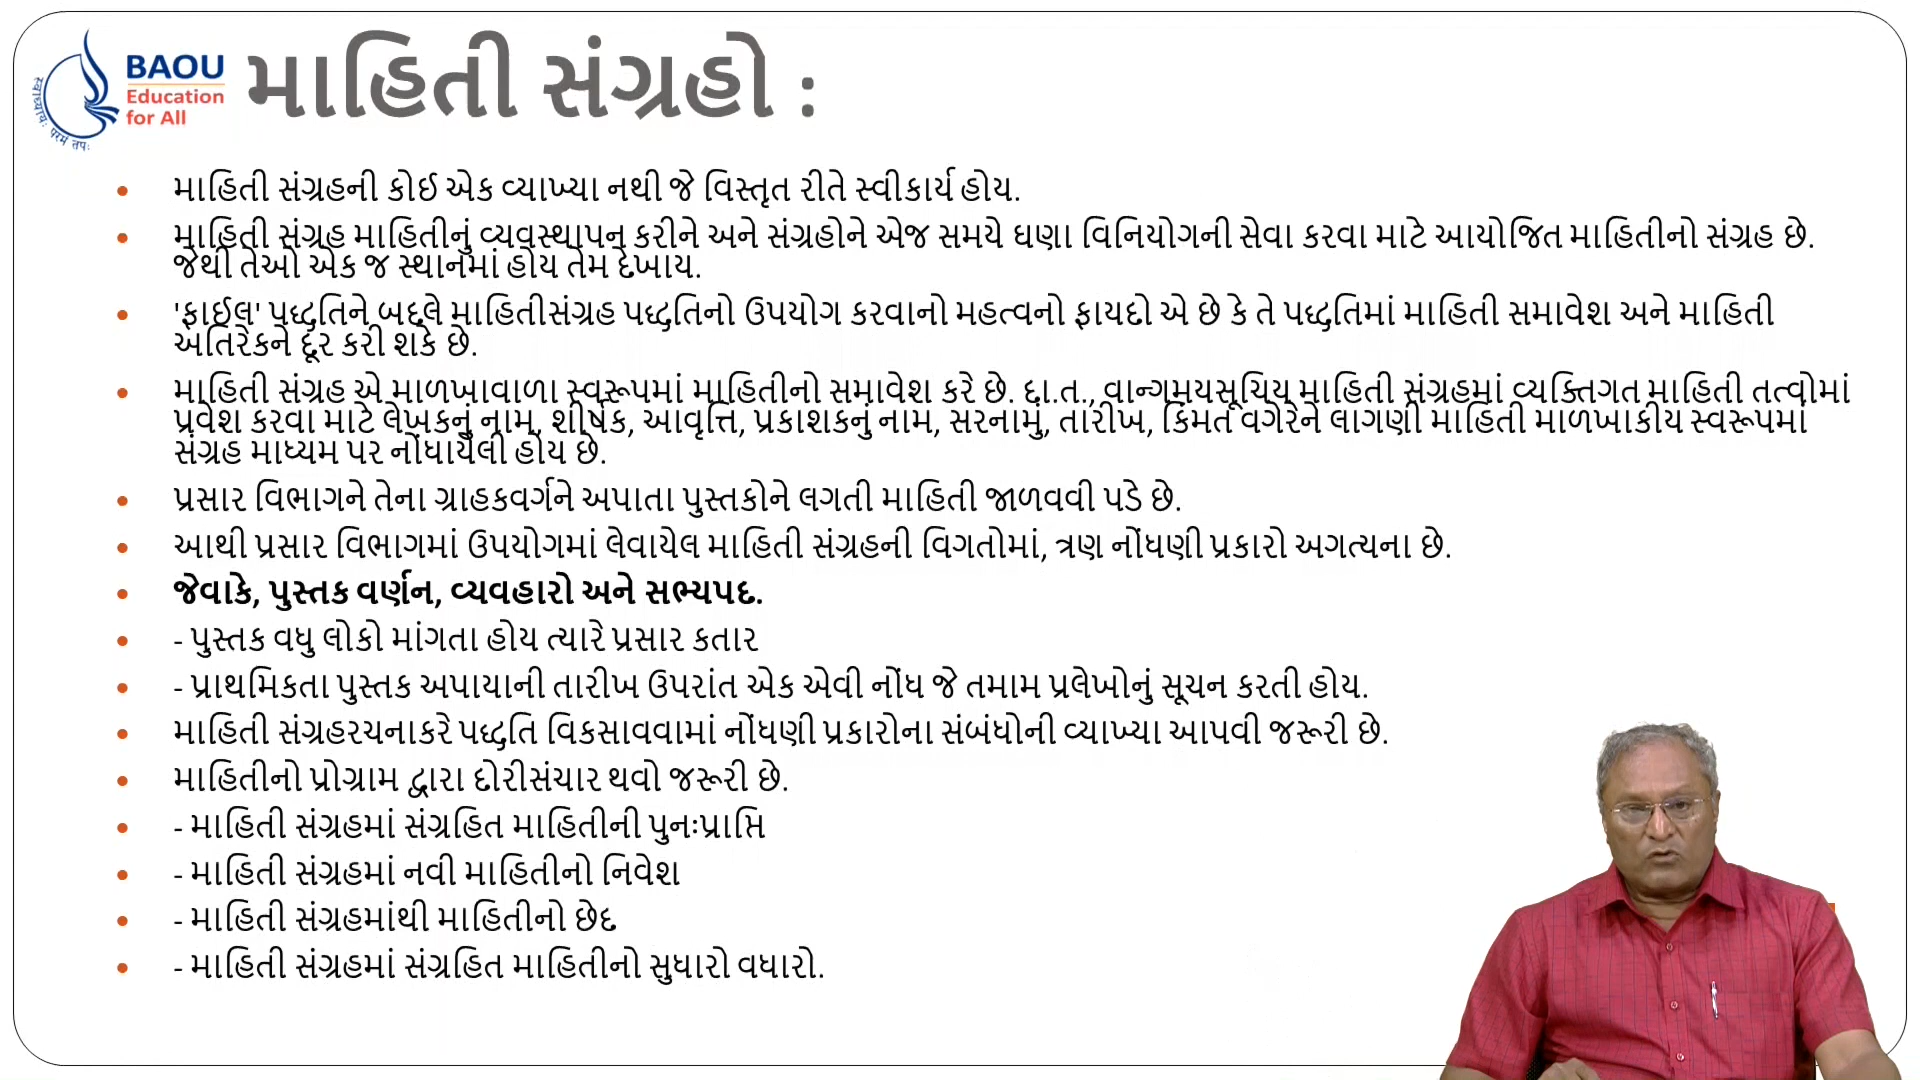 BAOU
Education
for All
स्वाध्यायः परमं तपः
માહિતી સંગ્રહો :
માહિતી સંગ્રહની કોઈ એક વ્યાખ્યા નથી જે વિસ્તૃત રીતે સ્વીકાર્ય હોય.
માહિતી સંગ્રહ માહિતીનું વ્યવસ્થાપન કરીને અને સંગ્રહોને એજ સમયે ઘણા વિનિયોગની સેવા કરવા માટે આયોજિત માહિતીનો સંગ્રહ છે.
જેથી તેઓ એક જ સ્થાનમાં હોય તેમ દેખાય.
'ફાઈલ' પદ્ધતિને બદલે માહિતીસંગ્રહ પદ્ધતિનો ઉપયોગ કરવાનો મહત્વનો ફાયદો એ છે કે તે પદ્ધતિમાં માહિતી સમાવેશ અને માહિતી
અતિરેકને દૂર કરી શકે છે.
માહિતી સંગ્રહ એ માળખાવાળા સ્વરૂપમાં માહિતીનો સમાવેશ કરે છે. દા.ત., વાન્ગમયસૂચિય માહિતી સંગ્રહમાં વ્યક્તિગત માહિતી તત્વોમાં
પ્રવેશ કરવા માટે લેખકનું નામ, શીર્ષક, આવૃત્તિ, પ્રકાશકનું નામ, સરનામું, તારીખ, કિંમત વગેરેને લાગણી માહિતી માળખાકીય સ્વરૂપમાં
સંગ્રહ માધ્યમ પર નોંધાયેલી હોય છે.
પ્રસાર વિભાગને તેના ગ્રાહકવર્ગને અપાતા પુસ્તકોને લગતી માહિતી જાળવવી પડે છે.
આથી પ્રસાર વિભાગમાં ઉપયોગમાં લેવાયેલ માહિતી સંગ્રહની વિગતોમાં, ત્રણ નોંધણી પ્રકારો અગત્યના છે.
જેવાકે, પુસ્તક વર્ણન, વ્યવહારો અને સભ્યપદ.
- પુસ્તક વધુ લોકો માંગતા હોય ત્યારે પ્રસાર કતાર
- પ્રાથમિકતા પુસ્તક અપાયાની તારીખ ઉપરાંત એક એવી નોંધ જે તમામ પ્રલેખોનું સૂચન કરતી હોય.
માહિતી સંગ્રહરચનાકરે પદ્ધતિ વિકસાવવામાં નોંધણી પ્રકારોના સંબંધોની વ્યાખ્યા આપવી જરૂરી છે.
માહિતીનો પ્રોગ્રામ દ્વારા દોરીસંચાર થવો જરૂરી છે.
- માહિતી સંગ્રહમાં સંગ્રહિત માહિતીની પુનઃપ્રાપ્તિ
- માહિતી સંગ્રહમાં નવી માહિતીનો નિવેશ
- માહિતી સંગ્રહમાંથી માહિતીનો છેદ
- માહિતી સંગ્રહમાં સંગ્રહિત માહિતીનો સુધારો વધારો.